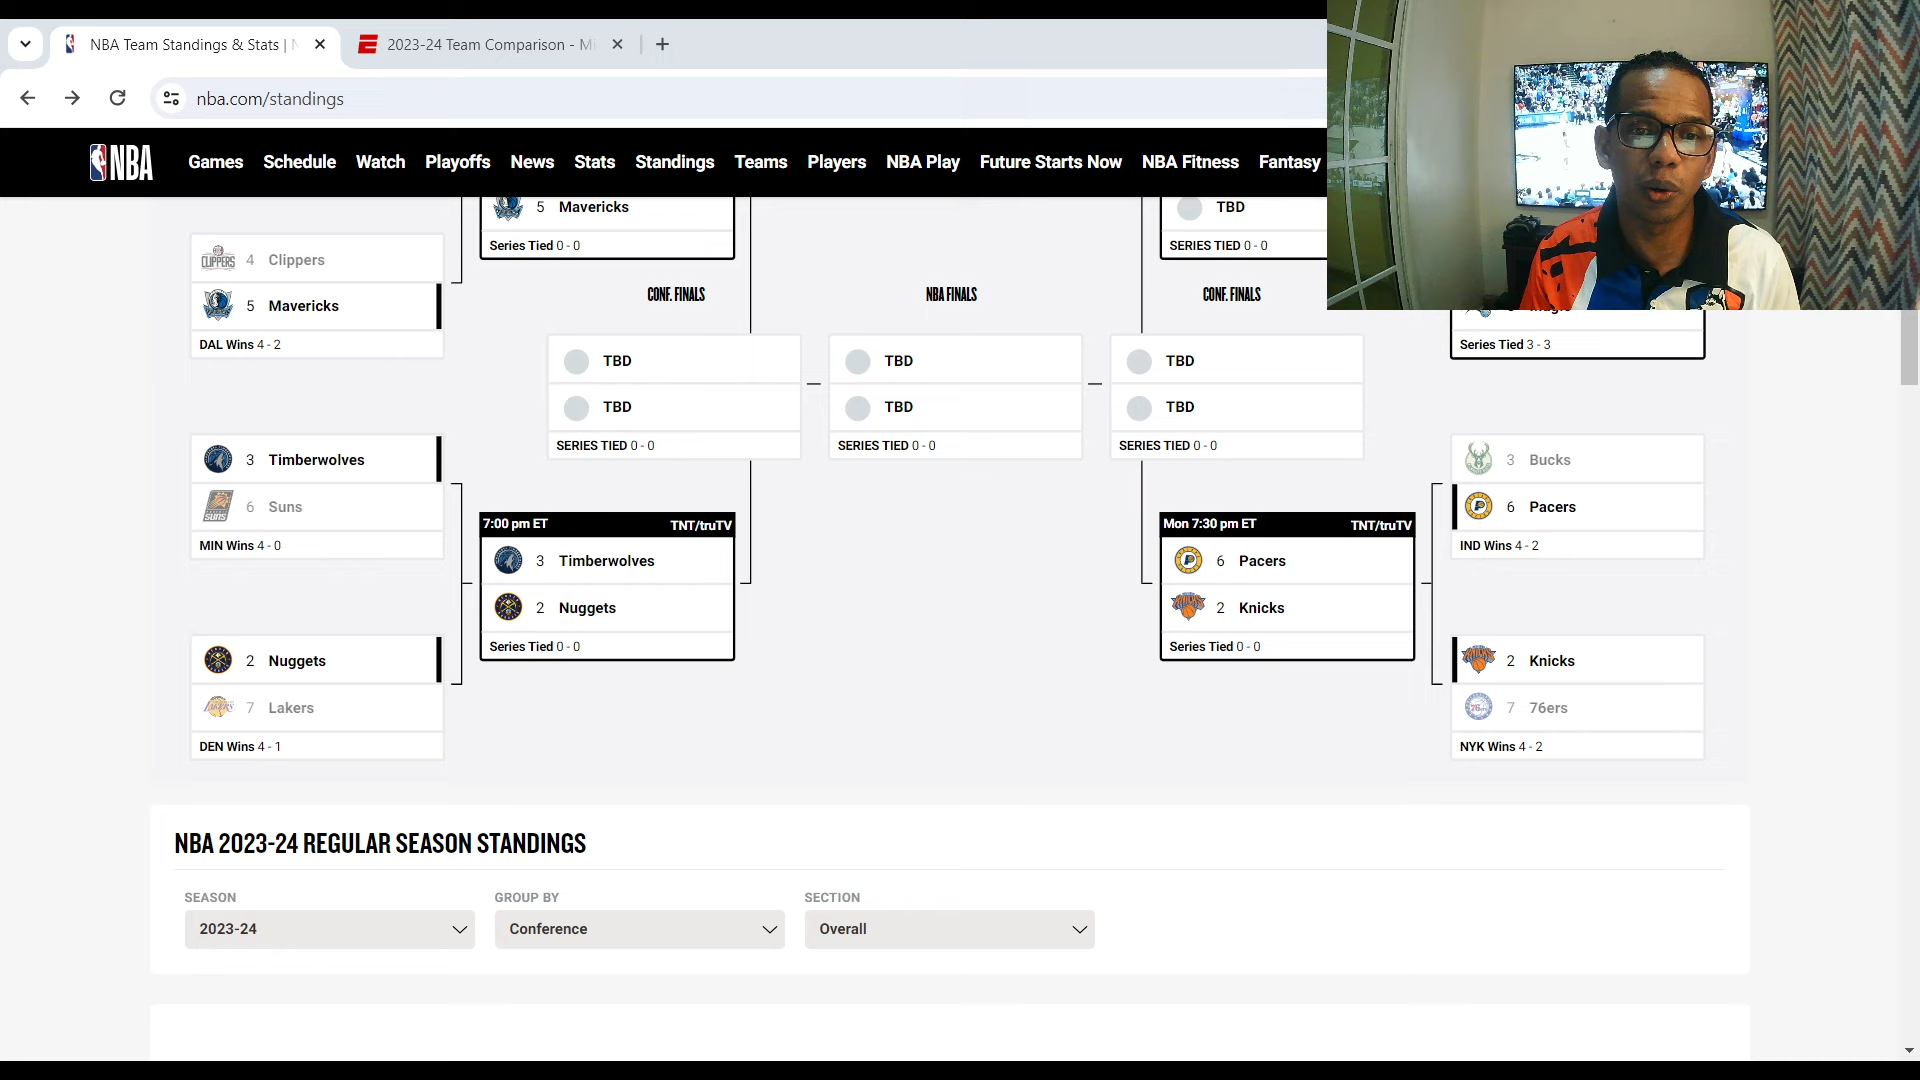 NBA Team Standings & Stats | N
2023-24 Team Comparison - Mi
nba.com/standings
NBA
Games Schedule Watch Playoffs News Stats Standings Teams Players NBA Play Future Starts Now NBA Fitness Fantasy
5 Mavericks
Series Tied 0 - 0
TBD
SERIES TIED 0 - 0
4 Clippers
5 Mavericks
DAL Wins 4 - 2
CONF. FINALS
NBA FINALS
CONF. FINALS
TBD
TBD
SERIES TIED 0 - 0
TBD
TBD
SERIES TIED 0 - 0
TBD
TBD
SERIES TIED 0 - 0
Series Tied 3 - 3
3 Timberwolves
6 Suns
MIN Wins 4 - 0
7:00 pm ET TNT/truTV
3 Timberwolves
2 Nuggets
Series Tied 0 - 0
Mon 7:30 pm ET TNT/truTV
6 Pacers
2 Knicks
Series Tied 0 - 0
3 Bucks
6 Pacers
IND Wins 4 - 2
2 Nuggets
7 Lakers
DEN Wins 4 - 1
2 Knicks
7 76ers
NYK Wins 4 - 2
NBA 2023-24 REGULAR SEASON STANDINGS
SEASON GROUP BY SECTION
2023-24 Conference Overall